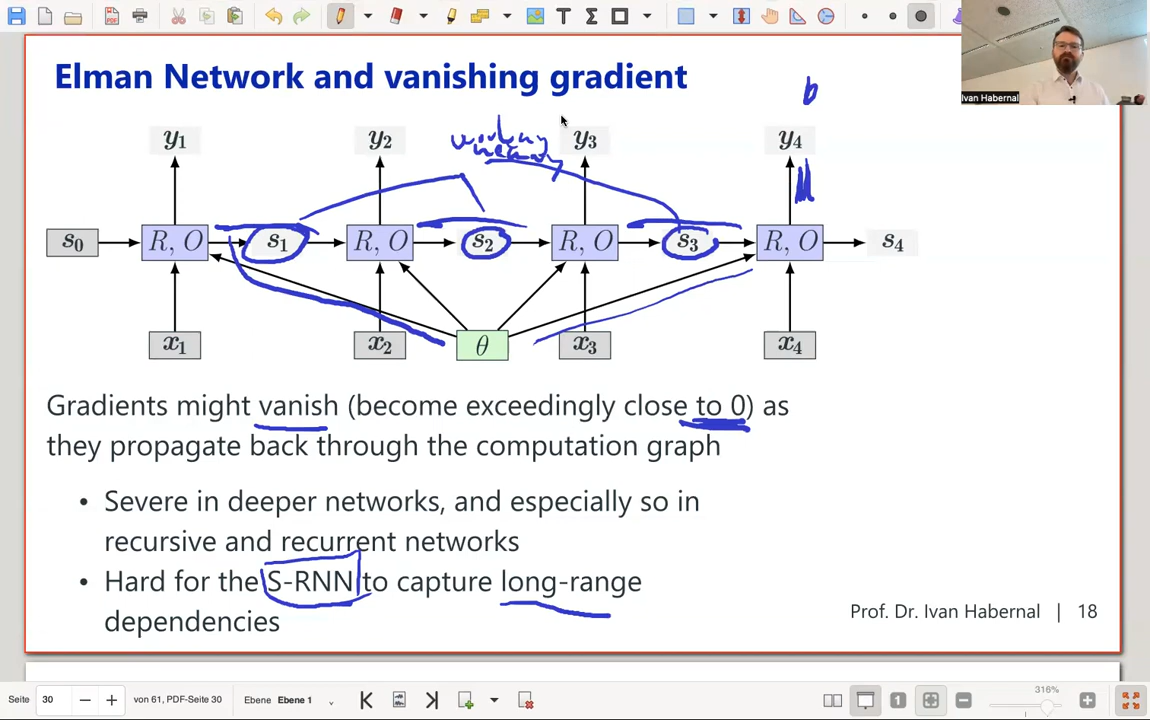 Elman Network and vanishing gradient
Ivan Habernal
b
y1 y2 y3 y4
working
memory
s0 R, O s1 R, O s2 R, O s3 R, O s4
x1 x2 θ x3 x4
Gradients might vanish (become exceedingly close to 0) as
they propagate back through the computation graph
• Severe in deeper networks, and especially so in
recursive and recurrent networks
• Hard for the S-RNN to capture long-range
dependencies
Prof. Dr. Ivan Habernal | 18
Seite 30 von 61, PDF-Seite 30 Ebene Ebene 1 316%